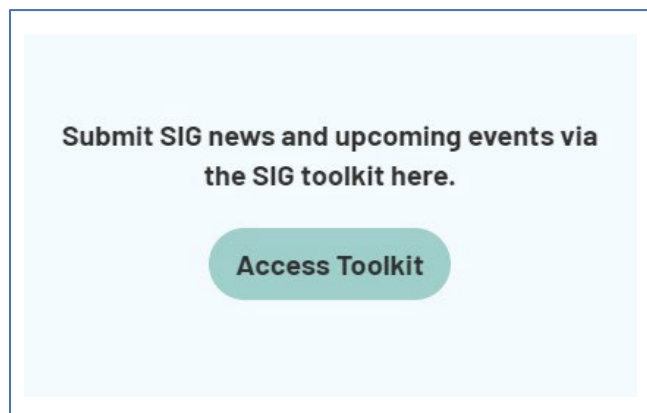 Submit SIG news and upcoming events via
the SIG toolkit here.
Access Toolkit